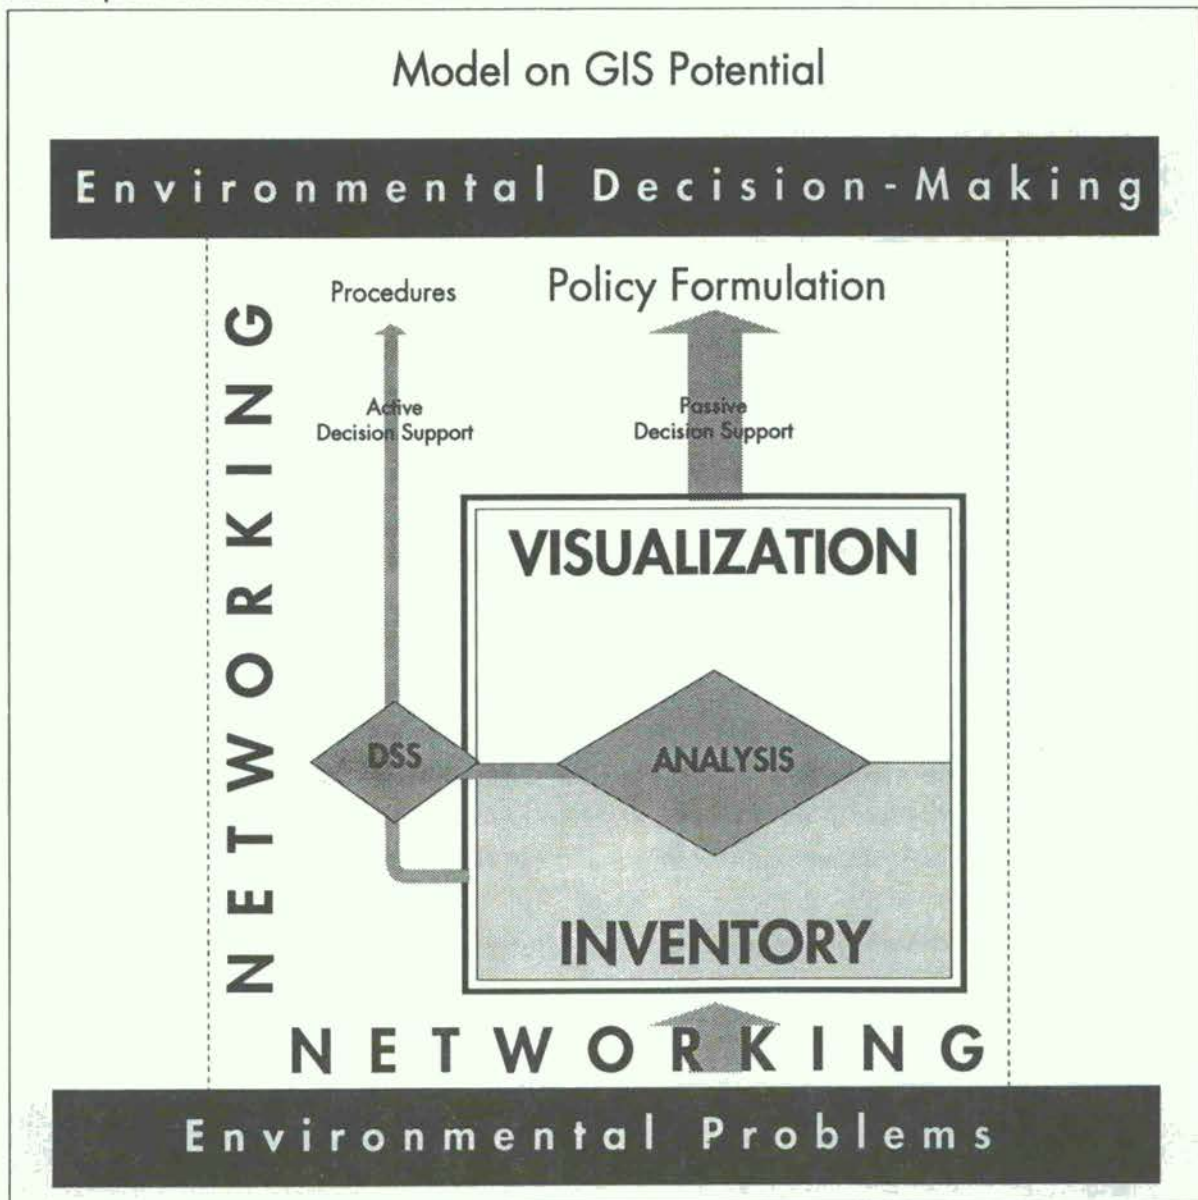 Model on GIS Potential
Environmental Decision-Making
Procedures
Policy Formulation
Active
Decision Support
Passive
Decision Support
NETWORKING
VISUALIZATION
DSS
ANALYSIS
INVENTORY
NETWORKING
Environmental Problems